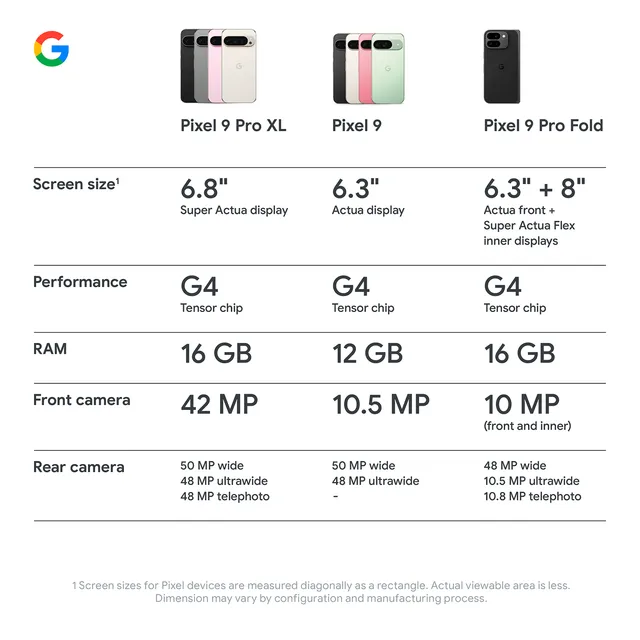 Pixel 9 Pro XL
Pixel 9
Pixel 9 Pro Fold
Screen size¹
6.8"
Super Actua display
6.3"
Actua display
6.3" + 8"
Actua front +
Super Actua Flex
inner displays
Performance
G4
Tensor chip
G4
Tensor chip
G4
Tensor chip
RAM
16 GB
12 GB
16 GB
Front camera
42 MP
10.5 MP
10 MP
(front and inner)
Rear camera
50 MP wide
48 MP ultrawide
48 MP telephoto
50 MP wide
48 MP ultrawide
-
48 MP wide
10.5 MP ultrawide
10.8 MP telephoto
1 Screen sizes for Pixel devices are measured diagonally as a rectangle. Actual viewable area is less.
Dimension may vary by configuration and manufacturing process.